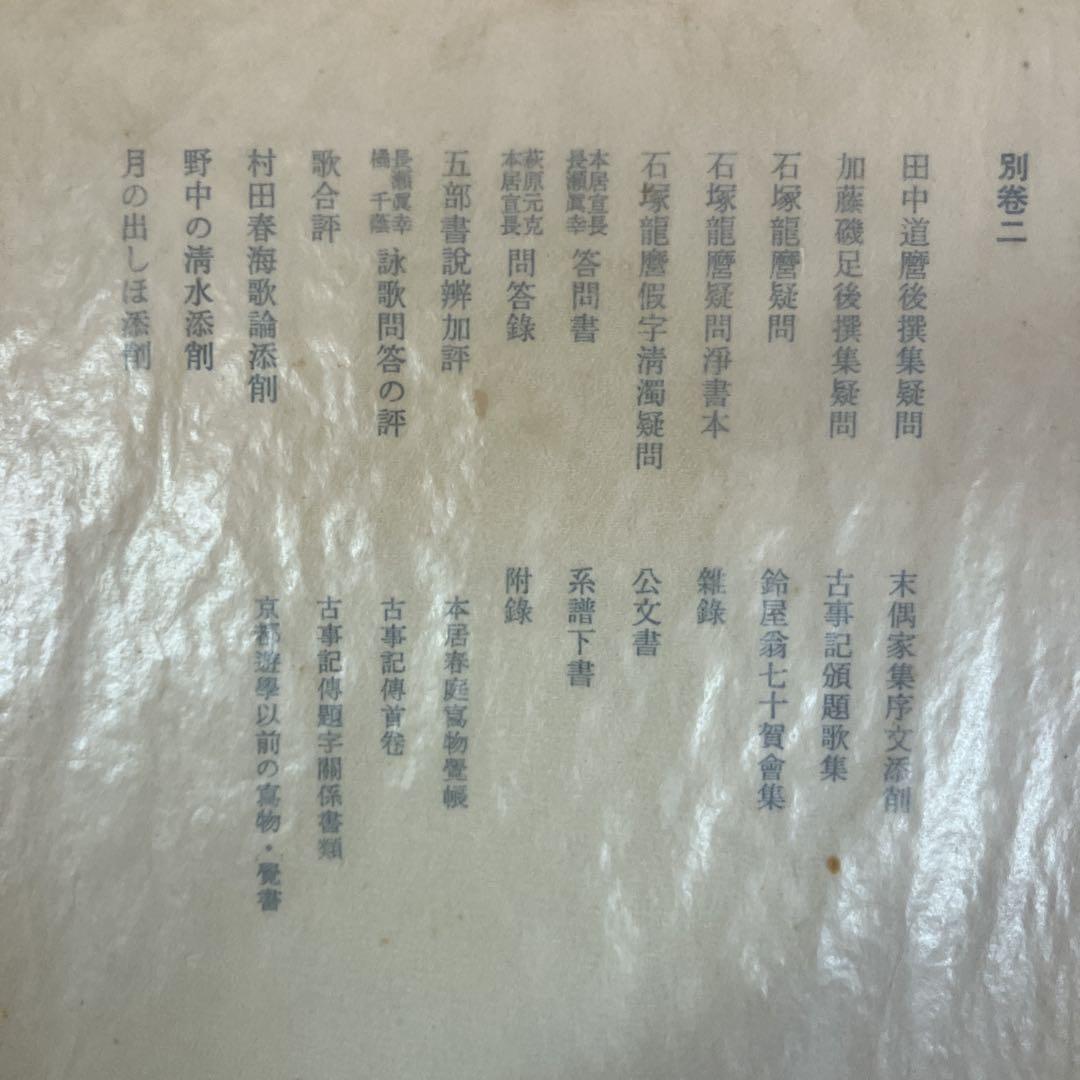 別卷二
田中道麿後撰集疑問
加藤磯足後撰集疑問
石塚龍麿疑問
石塚龍麿疑問淨書本
石塚龍麿假字淸濁疑問
本居宣長
長瀬眞幸
答問書
萩原元克
本居宣長
問答錄
五部書說辨加評
長瀬眞幸
橘千蔭
詠歌問答の評
歌合評
村田春海歌論添削
野中の淸水添削
月の出しほ添削
末偶家集序文添削
古事記頒題歌集
鈴屋翁七十賀會集
雜錄
公文書
系譜下書
附錄
本居春庭寫物覺帳
古事記傳首卷
古事記傳題字關係書類
京都遊學以前の寫物・覺書